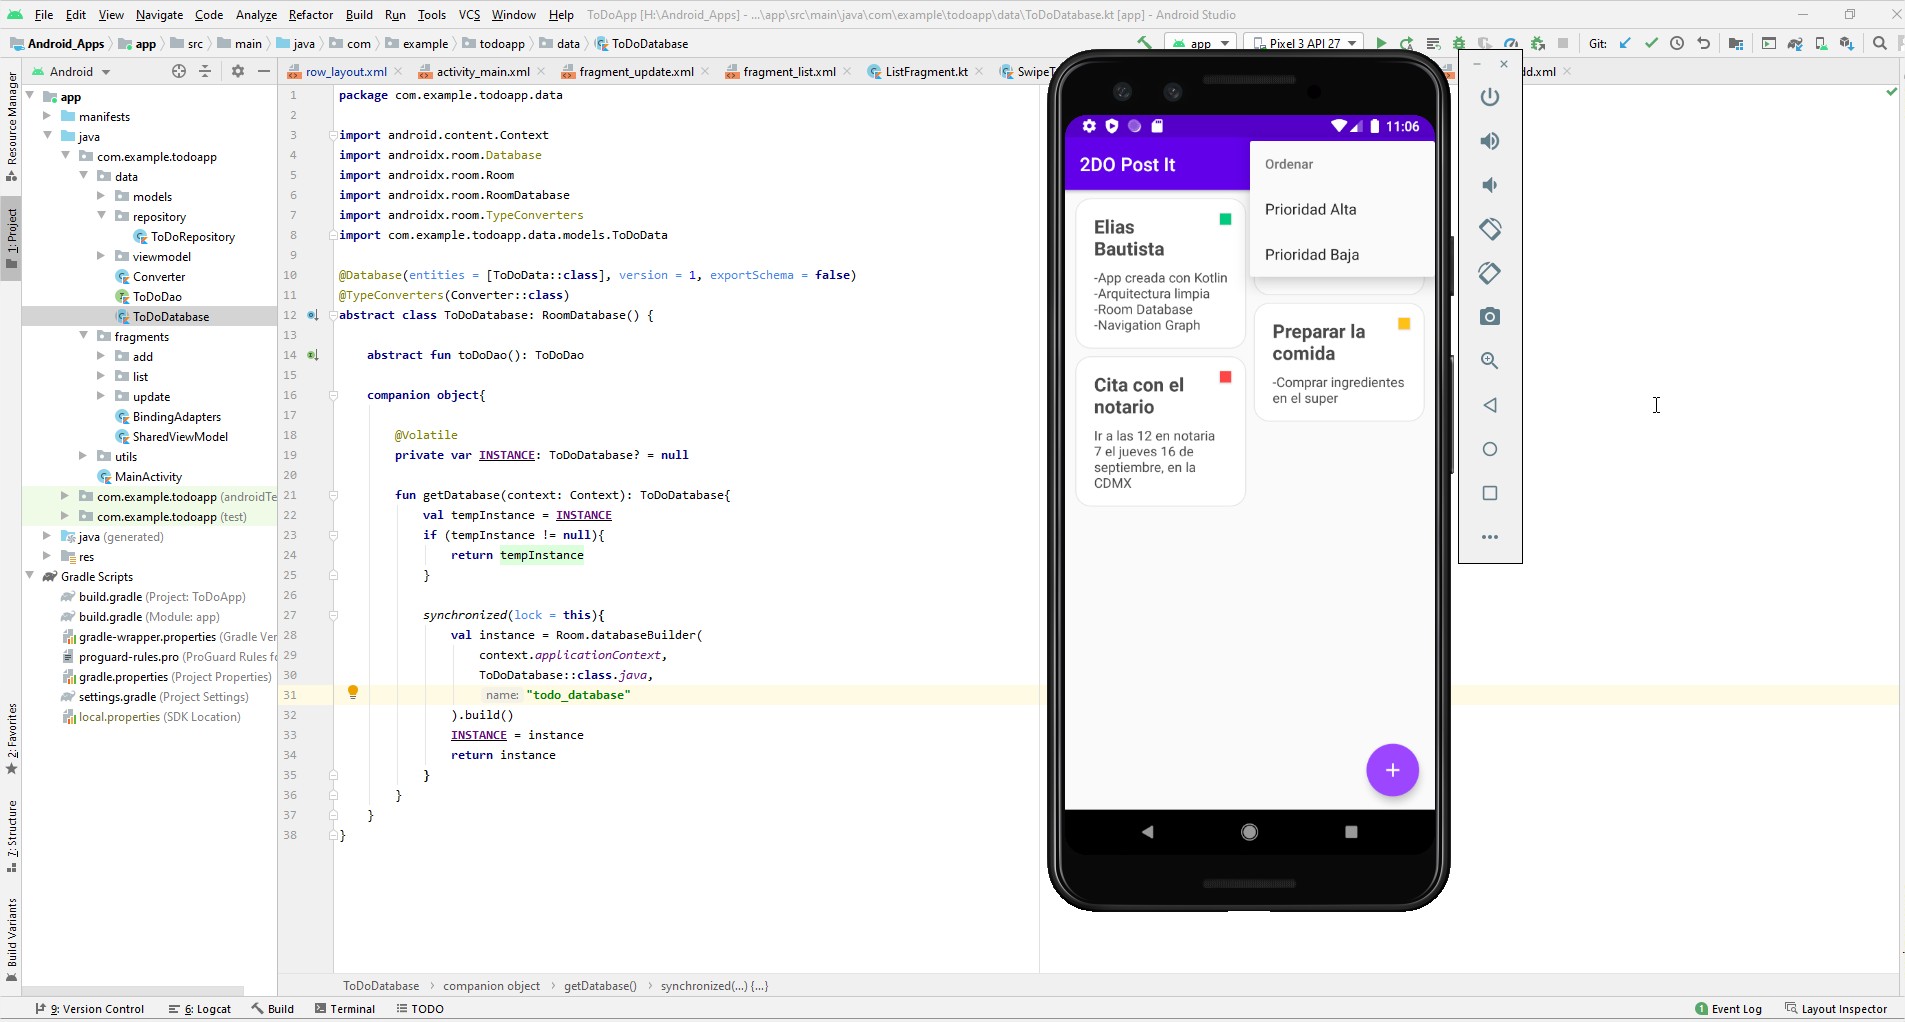 File Edit View Navigate Code Analyze Refactor Build Run Tools VCS Window Help ToDoApp [H:\Android_Apps] - ...\app\src\main\java\com\example\todoapp\data\ToDoDatabase.kt [app] - Android Studio
Android_Apps app src main java com example todoapp data ToDoDatabase
app Pixel 3 API 27 Git:
Android
row_layout.xml activity_main.xml fragment_update.xml fragment_list.xml ListFragment.kt SwipeT dd.xml
Resource Manager
1: Project
2: Favorites
7: Structure
Build Variants
app
manifests
java
com.example.todoapp
data
models
repository
ToDoRepository
viewmodel
Converter
ToDoDao
ToDoDatabase
fragments
add
list
update
BindingAdapters
SharedViewModel
utils
MainActivity
com.example.todoapp (androidTe
com.example.todoapp (test)
java (generated)
res
Gradle Scripts
build.gradle (Project: ToDoApp)
build.gradle (Module: app)
gradle-wrapper.properties (Gradle Ver
proguard-rules.pro (ProGuard Rules fo
gradle.properties (Project Properties)
settings.gradle (Project Settings)
local.properties (SDK Location)
1 package com.example.todoapp.data
2
3 import android.content.Context
4 import androidx.room.Database
5 import androidx.room.Room
6 import androidx.room.RoomDatabase
7 import androidx.room.TypeConverters
8 import com.example.todoapp.data.models.ToDoData
9
10 @Database(entities = [ToDoData::class], version = 1, exportSchema = false)
11 @TypeConverters(Converter::class)
12 abstract class ToDoDatabase: RoomDatabase() {
13
14 abstract fun toDoDao(): ToDoDao
15
16 companion object{
17
18 @Volatile
19 private var INSTANCE: ToDoDatabase? = null
20
21 fun getDatabase(context: Context): ToDoDatabase{
22 val tempInstance = INSTANCE
23 if (tempInstance != null){
24 return tempInstance
25 }
26
27 synchronized(lock = this){
28 val instance = Room.databaseBuilder(
29 context.applicationContext,
30 ToDoDatabase::class.java,
31 name: "todo_database"
32 ).build()
33 INSTANCE = instance
34 return instance
35 }
36 }
37 }
38 }
11:06
2DO Post It
Ordenar
Prioridad Alta
Prioridad Baja
Elias
Bautista
-App creada con Kotlin
-Arquitectura limpia
-Room Database
-Navigation Graph
Preparar la
comida
-Comprar ingredientes
en el super
Cita con el
notario
Ir a las 12 en notaria
7 el jueves 16 de
septiembre, en la
CDMX
ToDoDatabase › companion object › getDatabase() › synchronized(...) {...}
9: Version Control 6: Logcat Build Terminal TODO 1 Event Log Layout Inspector